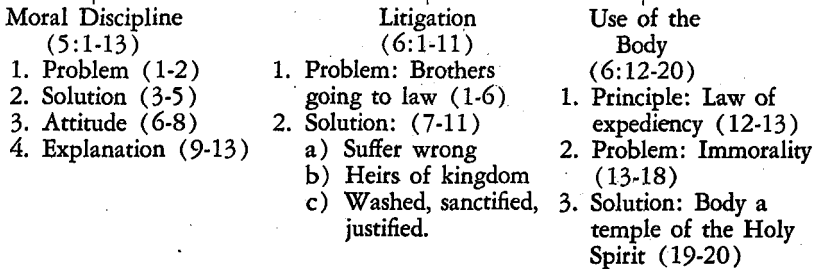 Moral Discipline
(5:1-13)
1. Problem (1-2)
2. Solution (3-5)
3. Attitude (6-8)
4. Explanation (9-13)
Litigation
(6:1-11)
1. Problem: Brothers
going to law (1-6)
2. Solution: (7-11)
a) Suffer wrong
b) Heirs of kingdom
c) Washed, sanctified,
justified.
Use of the
Body
(6:12-20)
1. Principle: Law of
expediency (12-13)
2. Problem: Immorality
(13-18)
3. Solution: Body a
temple of the Holy
Spirit (19-20)